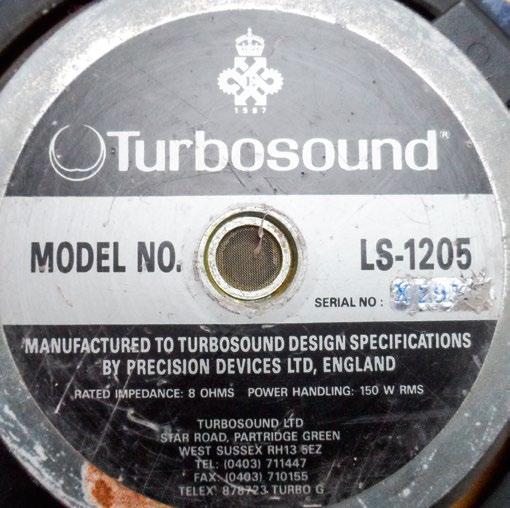 1987
Turbosound®
MODEL NO. LS-1205
SERIAL NO :
MANUFACTURED TO TURBOSOUND DESIGN SPECIFICATIONS
BY PRECISION DEVICES LTD, ENGLAND
RATED IMPEDANCE: 8 OHMS POWER HANDLING: 150 W RMS
TURBOSOUND LTD
STAR ROAD, PARTRIDGE GREEN
WEST SUSSEX RH13 5EZ
TEL: (0403) 711447
FAX: (0403) 710155
TELEX 878723 TURBO G